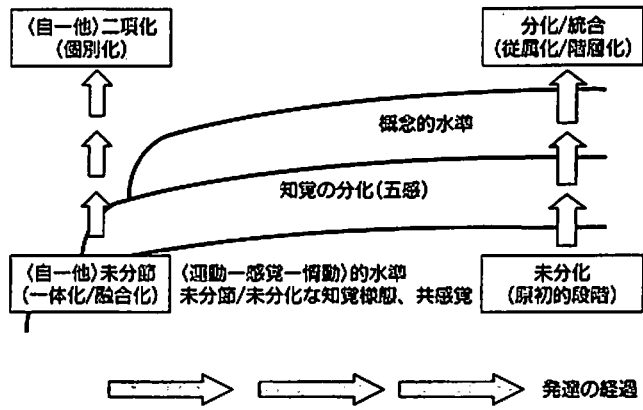 〈自一他〉二項化
(個別化)
分化/統合
(従属化/階層化)
概念的水準
知覚の分化(五感)
〈自一他〉未分節
(一体化/融合化)
〈運動一感覚一情動〉的水準
未分節/未分化な知覚様態、共感覚
未分化
(原初的段階)
発達の経過